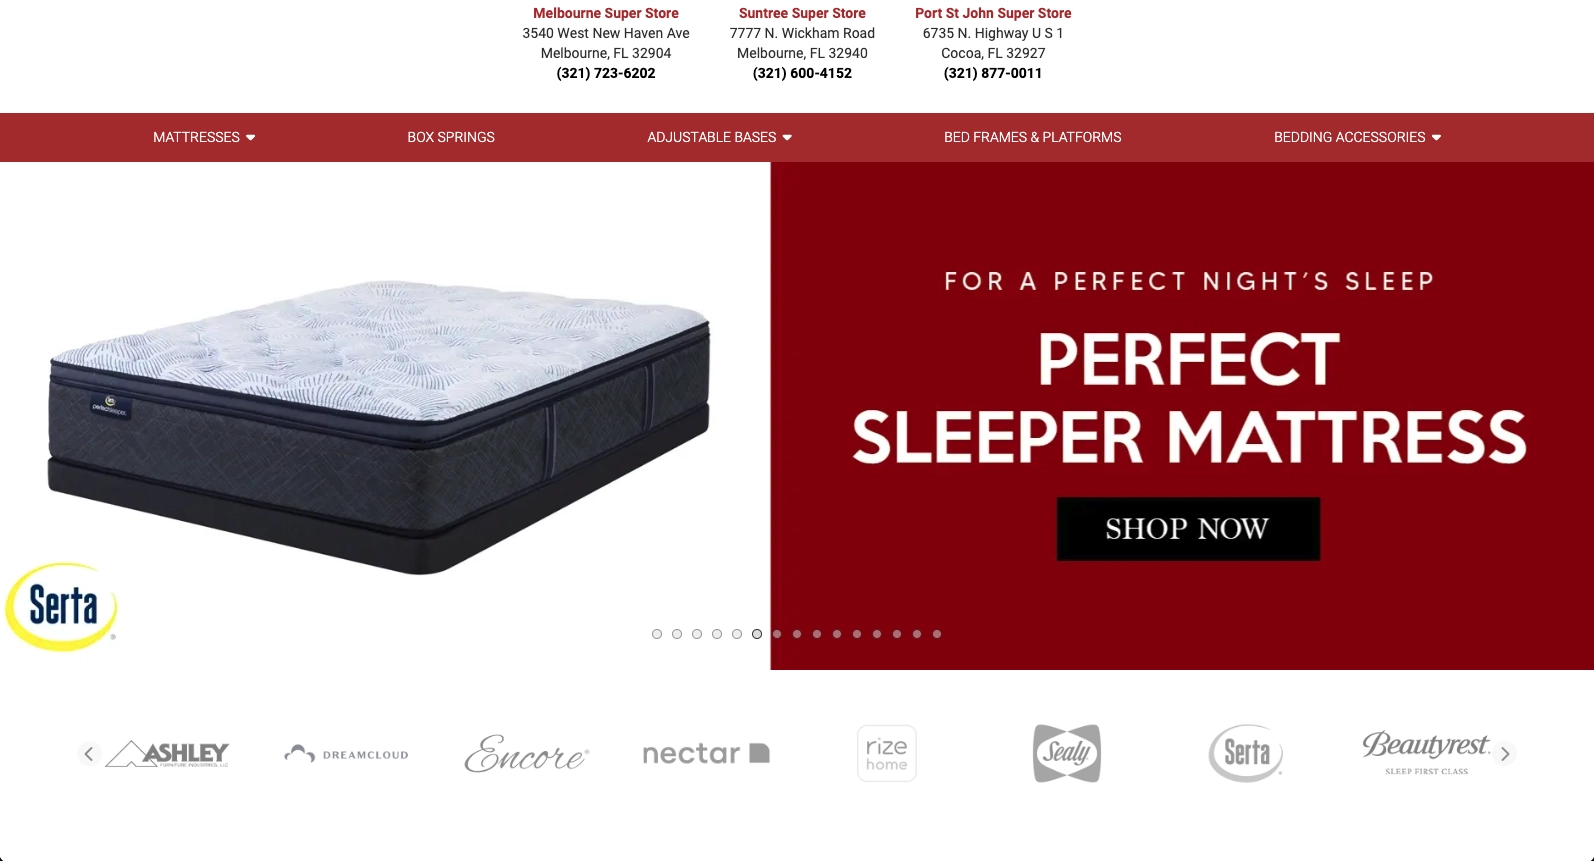 Melbourne Super Store
3540 West New Haven Ave
Melbourne, FL 32904
(321) 723-6202
Suntree Super Store
7777 N. Wickham Road
Melbourne, FL 32940
(321) 600-4152
Port St John Super Store
6735 N. Highway U S 1
Cocoa, FL 32927
(321) 877-0011
MATTRESSES
BOX SPRINGS
ADJUSTABLE BASES
BED FRAMES & PLATFORMS
BEDDING ACCESSORIES
perfectsleeper.
Serta®
FOR A PERFECT NIGHT'S SLEEP
PERFECT
SLEEPER MATTRESS
SHOP NOW
ASHLEY
FURNITURE INDUSTRIES, LLC
DREAMCLOUD
Encore®
nectar
rize
home
Sealy
Serta®
Beautyrest.
SLEEP FIRST CLASS